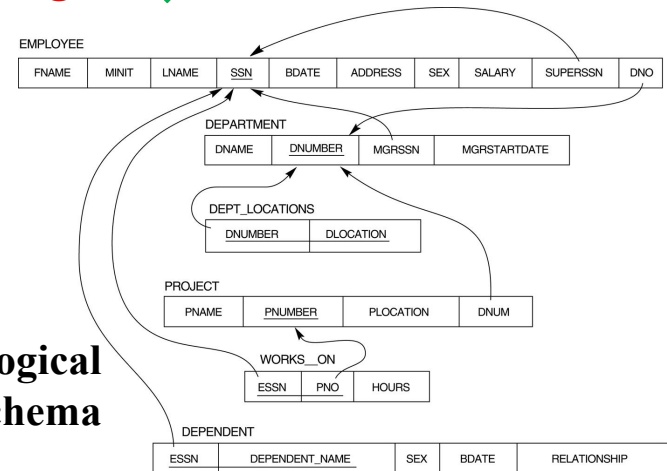 EMPLOYEE
FNAME MINIT LNAME SSN BDATE ADDRESS SEX SALARY SUPERSSN DNO
DEPARTMENT
DNAME DNUMBER MGRSSN MGRSTARTDATE
DEPT_LOCATIONS
DNUMBER DLOCATION
PROJECT
PNAME PNUMBER PLOCATION DNUM
ogical
WORKS__ON
ESSN PNO HOURS
chema
DEPENDENT
ESSN DEPENDENT_NAME SEX BDATE RELATIONSHIP